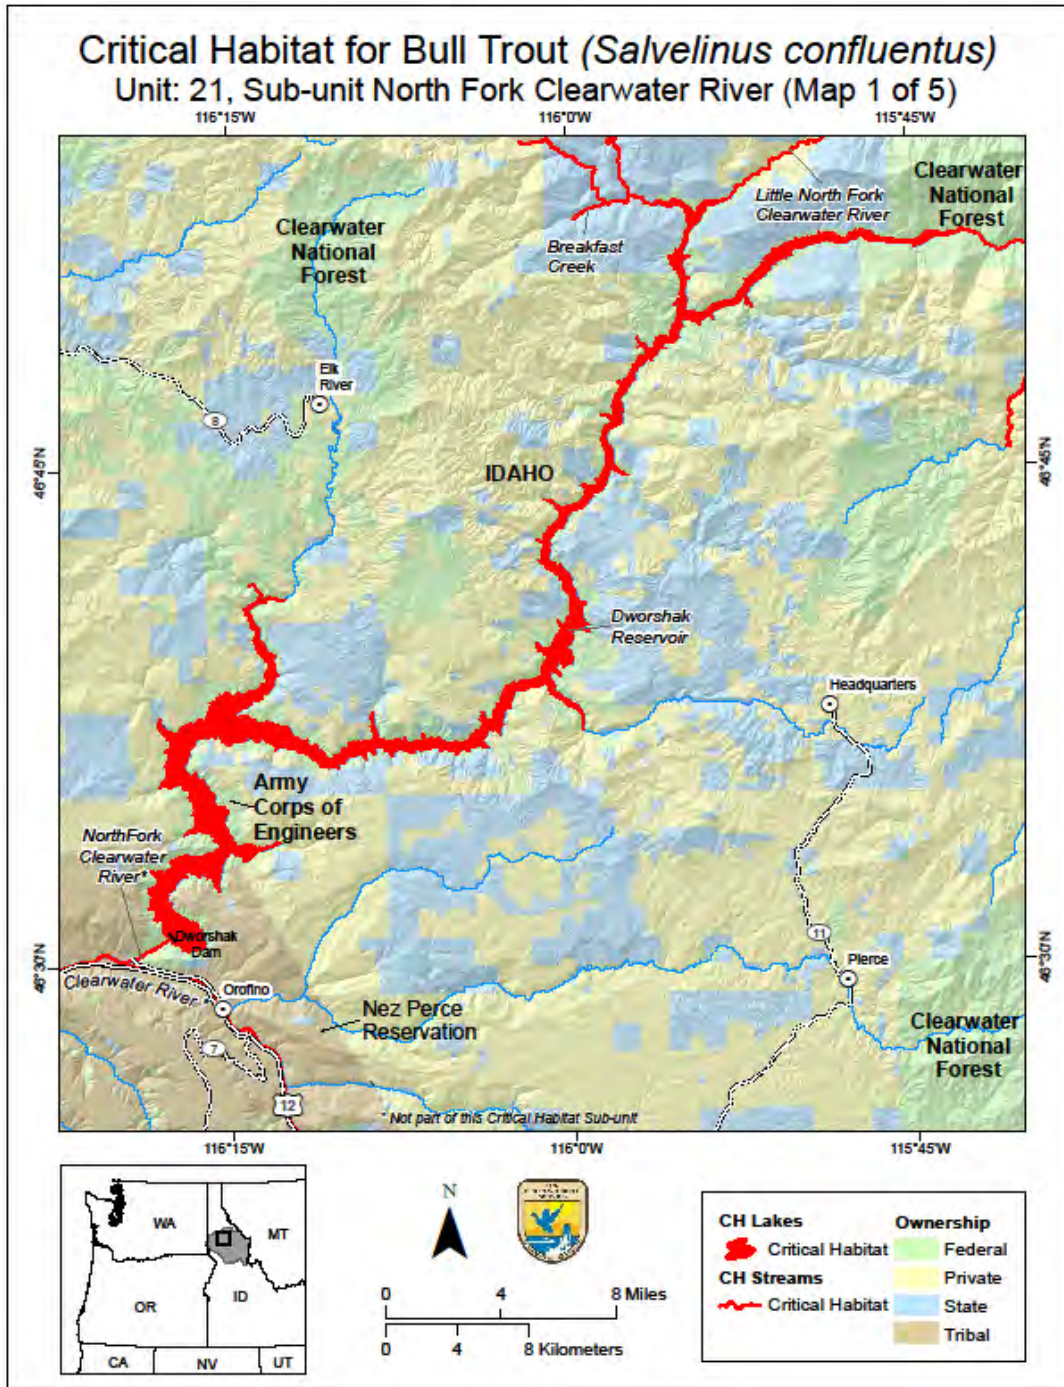 Critical Habitat for Bull Trout (Salvelinus confluentus)
Unit: 21, Sub-unit North Fork Clearwater River (Map 1 of 5)
116°15'W
116°0'W
115°45'W
Clearwater
National
Forest
Little North Fork
Clearwater River
Clearwater
National
Forest
Breakfast
Creek
Elk
River
8
46°45'N
46°45'N
IDAHO
Dworshak
Reservoir
Headquarters
Army
Corps of
Engineers
NorthFork
Clearwater
River*
Dworshak
Dam
11
46°30'N
46°30'N
Pierce
Clearwater River *
Orofino
Nez Perce
Reservation
Clearwater
National
Forest
7
12
* Not part of this Critical Habitat Sub-unit
116°15'W
116°0'W
115°45'W
WA
MT
OR
ID
CA
NV
UT
N
0
4
8 Miles
0
4
8 Kilometers
CH Lakes
Critical Habitat
CH Streams
Critical Habitat
Ownership
Federal
Private
State
Tribal